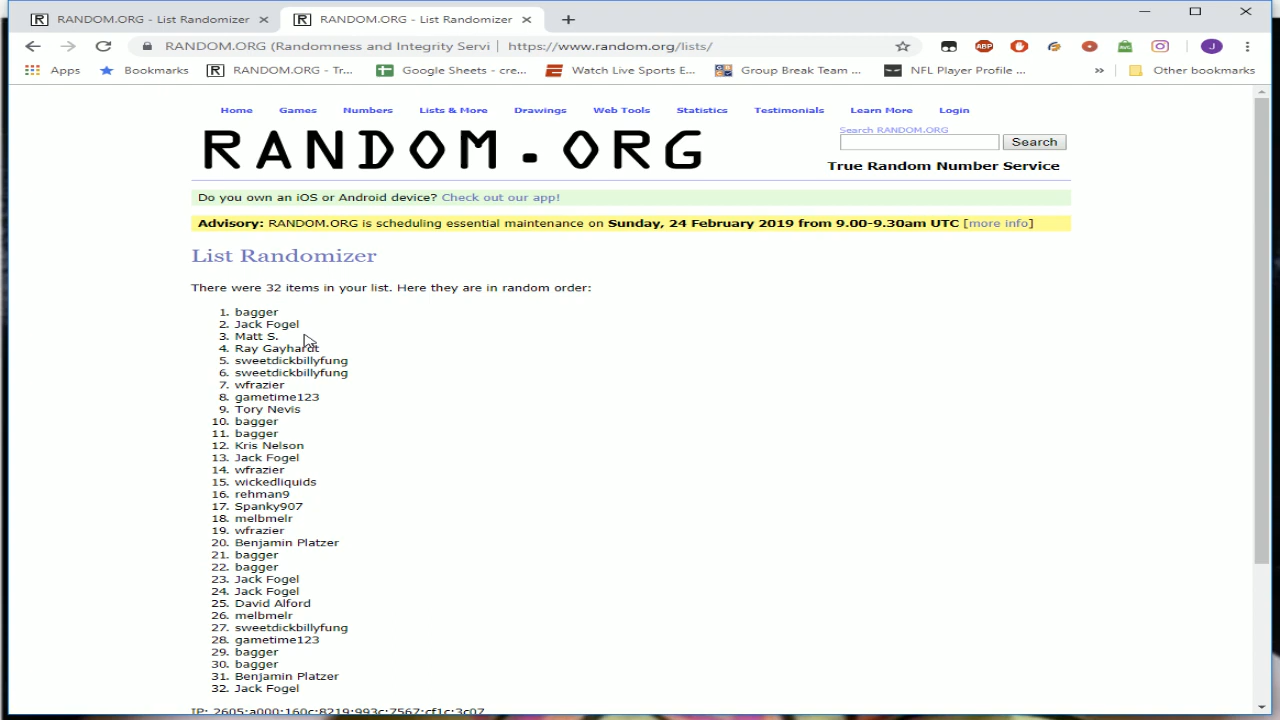 RANDOM.ORG - List Randomizer RANDOM.ORG - List Randomizer
RANDOM.ORG (Randomness and Integrity Servi https://www.random.org/lists/ ABP AVG J
Apps Bookmarks RANDOM.ORG - Tr... Google Sheets - cre... Watch Live Sports E... Group Break Team ... NFL Player Profile ... » Other bookmarks
Home Games Numbers Lists & More Drawings Web Tools Statistics Testimonials Learn More Login
RANDOM.ORG
Search RANDOM.ORG
Search
True Random Number Service
Do you own an iOS or Android device? Check out our app!
Advisory: RANDOM.ORG is scheduling essential maintenance on Sunday, 24 February 2019 from 9.00-9.30am UTC [more info]
List Randomizer
There were 32 items in your list. Here they are in random order:
1. bagger
2. Jack Fogel
3. Matt S.
4. Ray Gayhardt
5. sweetdickbillyfung
6. sweetdickbillyfung
7. wfrazier
8. gametime123
9. Tory Nevis
10. bagger
11. bagger
12. Kris Nelson
13. Jack Fogel
14. wfrazier
15. wickedliquids
16. rehman9
17. Spanky907
18. melbmelr
19. wfrazier
20. Benjamin Platzer
21. bagger
22. bagger
23. Jack Fogel
24. Jack Fogel
25. David Alford
26. melbmelr
27. sweetdickbillyfung
28. gametime123
29. bagger
30. bagger
31. Benjamin Platzer
32. Jack Fogel
IP: 2605:a000:160c:8219:993c:7567:cf1c:3c07